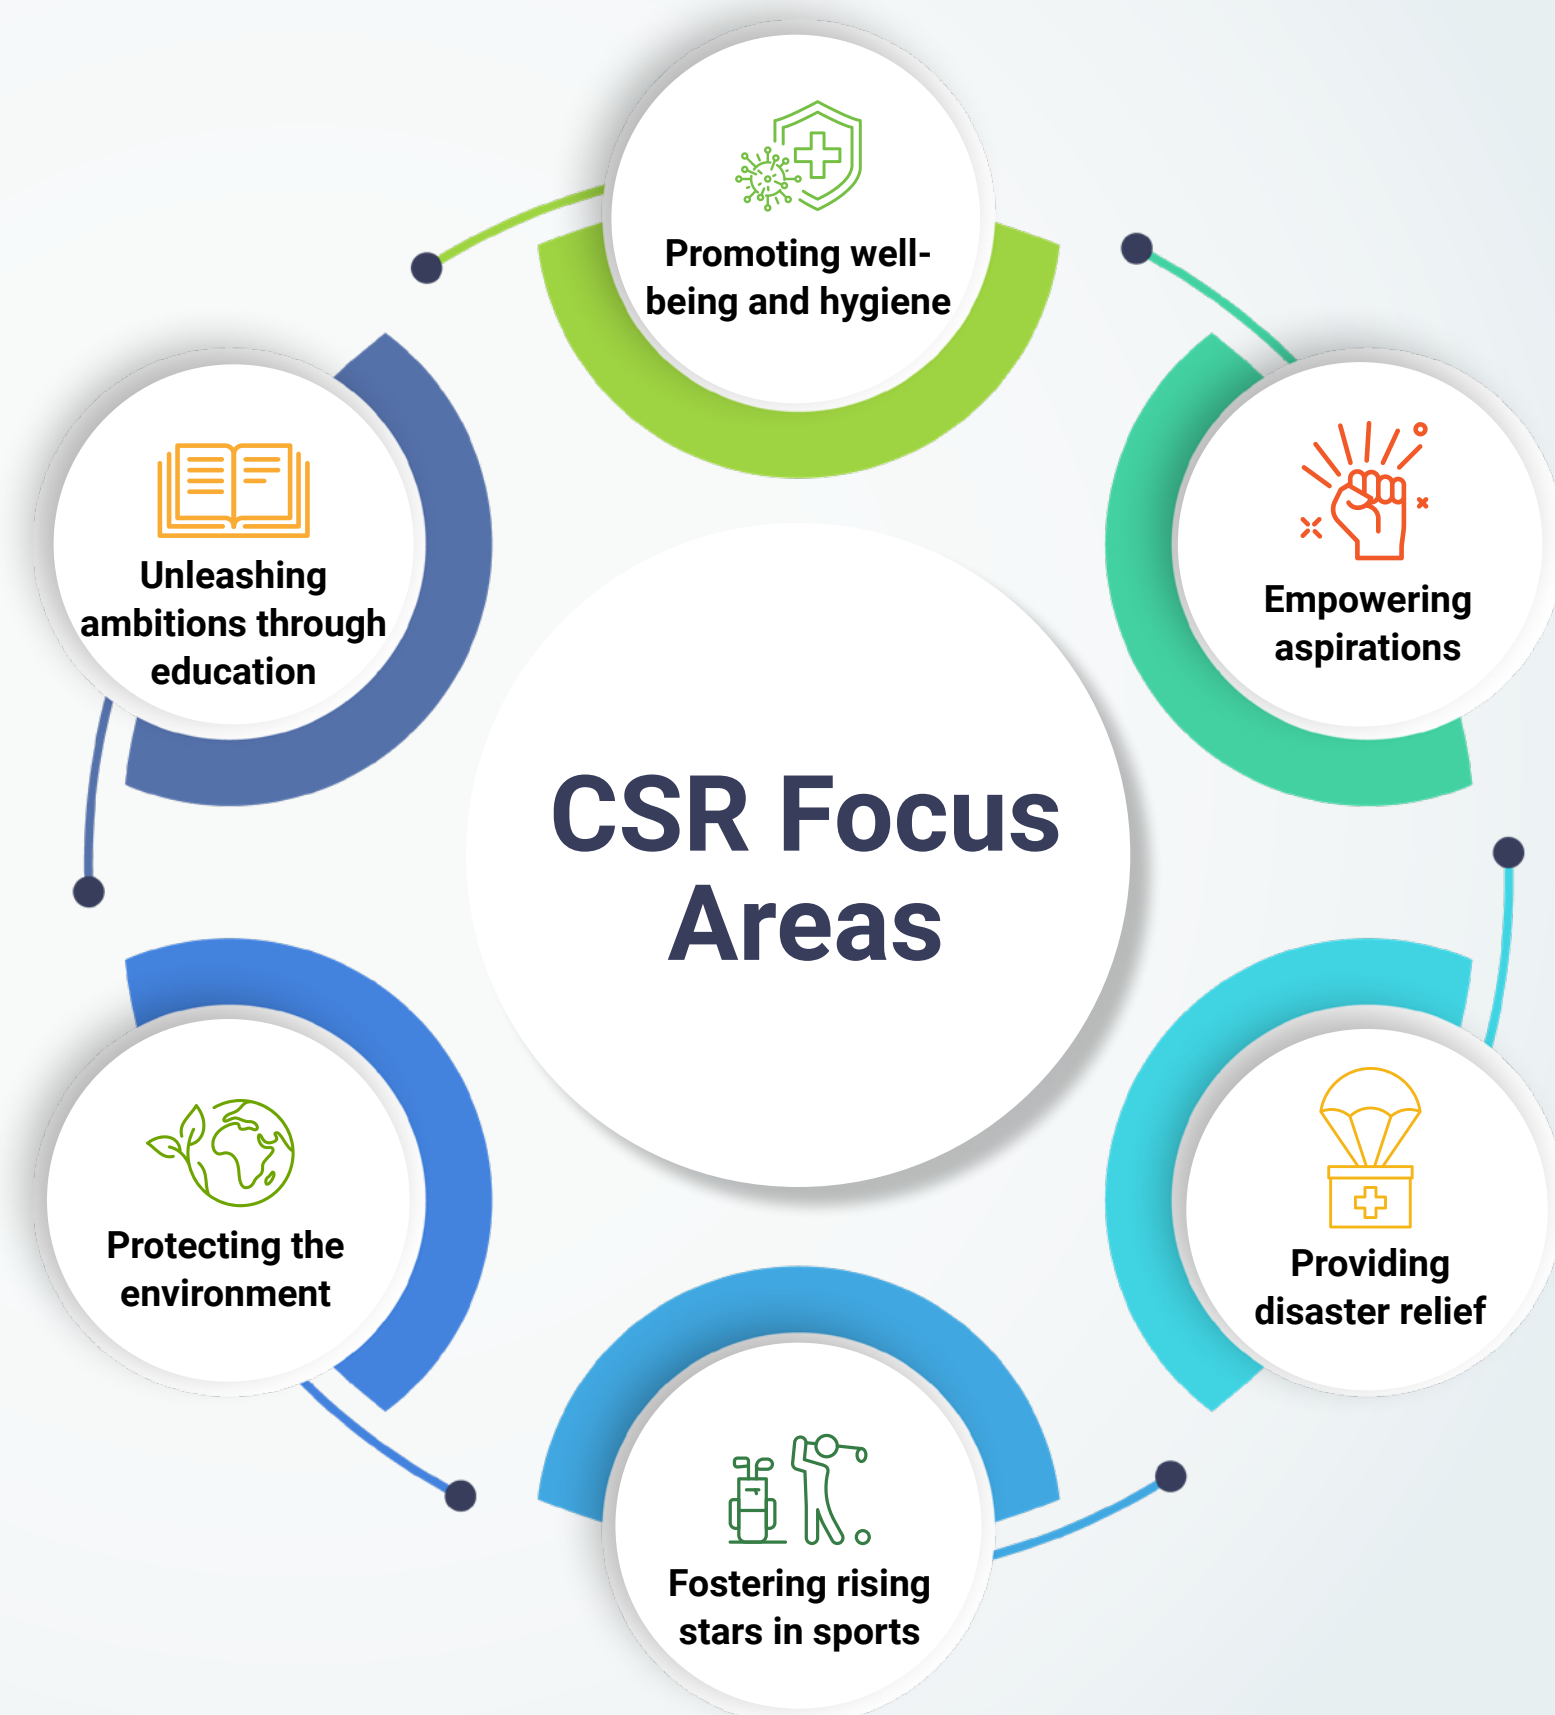 Promoting well-
being and hygiene
Unleashing
ambitions through
education
Empowering
aspirations
CSR Focus
Areas
Protecting the
environment
Providing
disaster relief
Fostering rising
stars in sports